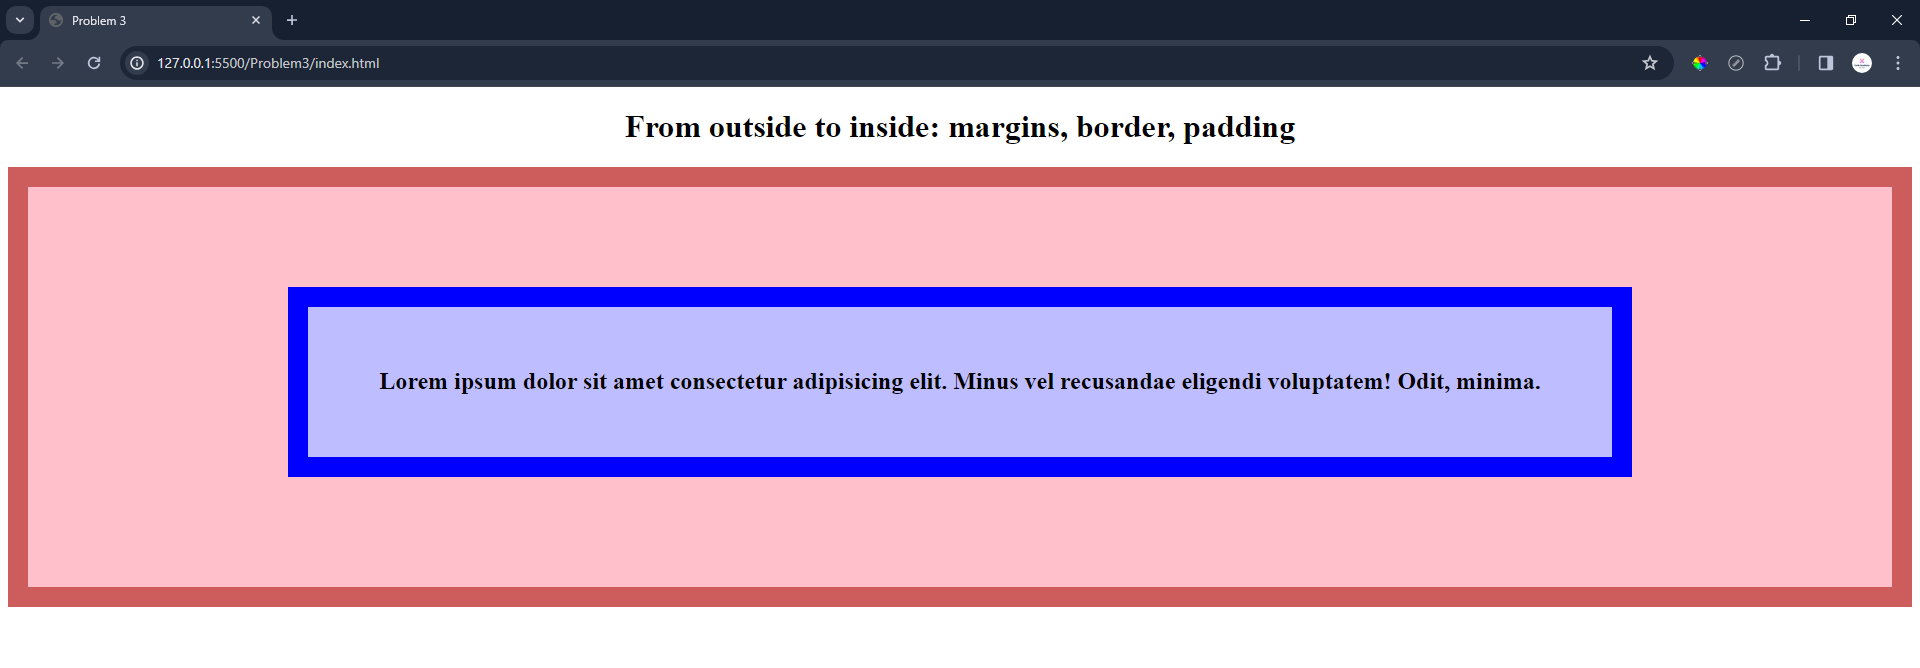 Problem 3
127.0.0.1:5500/Problem3/index.html
From outside to inside: margins, border, padding
Lorem ipsum dolor sit amet consectetur adipisicing elit. Minus vel recusandae eligendi voluptatem! Odit, minima.